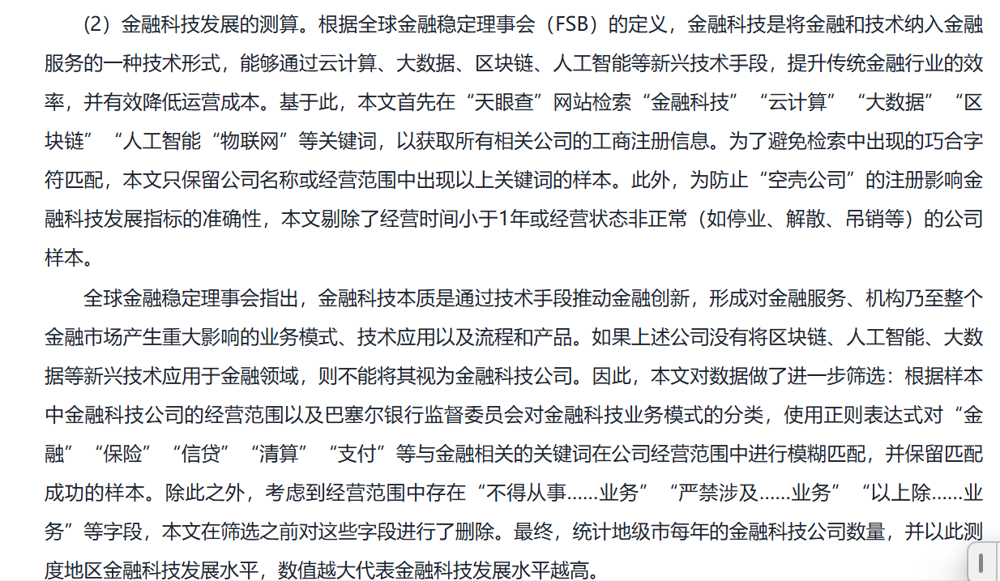 (2）金融科技发展的测算。根据全球金融稳定理事会（FSB）的定义，金融科技是将金融和技术纳入金融
服务的一种技术形式，能够通过云计算、大数据、区块链、人工智能等新兴技术手段，提升传统金融行业的效
率，并有效降低运营成本。基于此，本文首先在“天眼查”网站检索“金融科技”“云计算”“大数据”“区
块链”“人工智能“物联网”等关键词，以获取所有相关公司的工商注册信息。为了避免检索中出现的巧合字
符匹配，本文只保留公司名称或经营范围中出现以上关键词的样本。此外，为防止“空壳公司”的注册影响金
融科技发展指标的准确性，本文剔除了经营时间小于1年或经营状态非正常（如停业、解散、吊销等）的公司
样本。
全球金融稳定理事会指出，金融科技本质是通过技术手段推动金融创新，形成对金融服务、机构乃至整个
金融市场产生重大影响的业务模式、技术应用以及流程和产品。如果上述公司没有将区块链、人工智能、大数
据等新兴技术应用于金融领域，则不能将其视为金融科技公司。因此，本文对数据做了进一步筛选：根据样本
中金融科技公司的经营范围以及巴塞尔银行监督委员会对金融科技业务模式的分类，使用正则表达式对“金
融”“保险”“信贷”“清算”“支付”等与金融相关的关键词在公司经营范围中进行模糊匹配，并保留匹配
成功的样本。除此之外，考虑到经营范围中存在“不得从事……业务”“严禁涉及……业务”“以上除……业
务”等字段，本文在筛选之前对这些字段进行了删除。最终，统计地级市每年的金融科技公司数量，并以此测
度地区金融科技发展水平，数值越大代表金融科技发展水平越高。